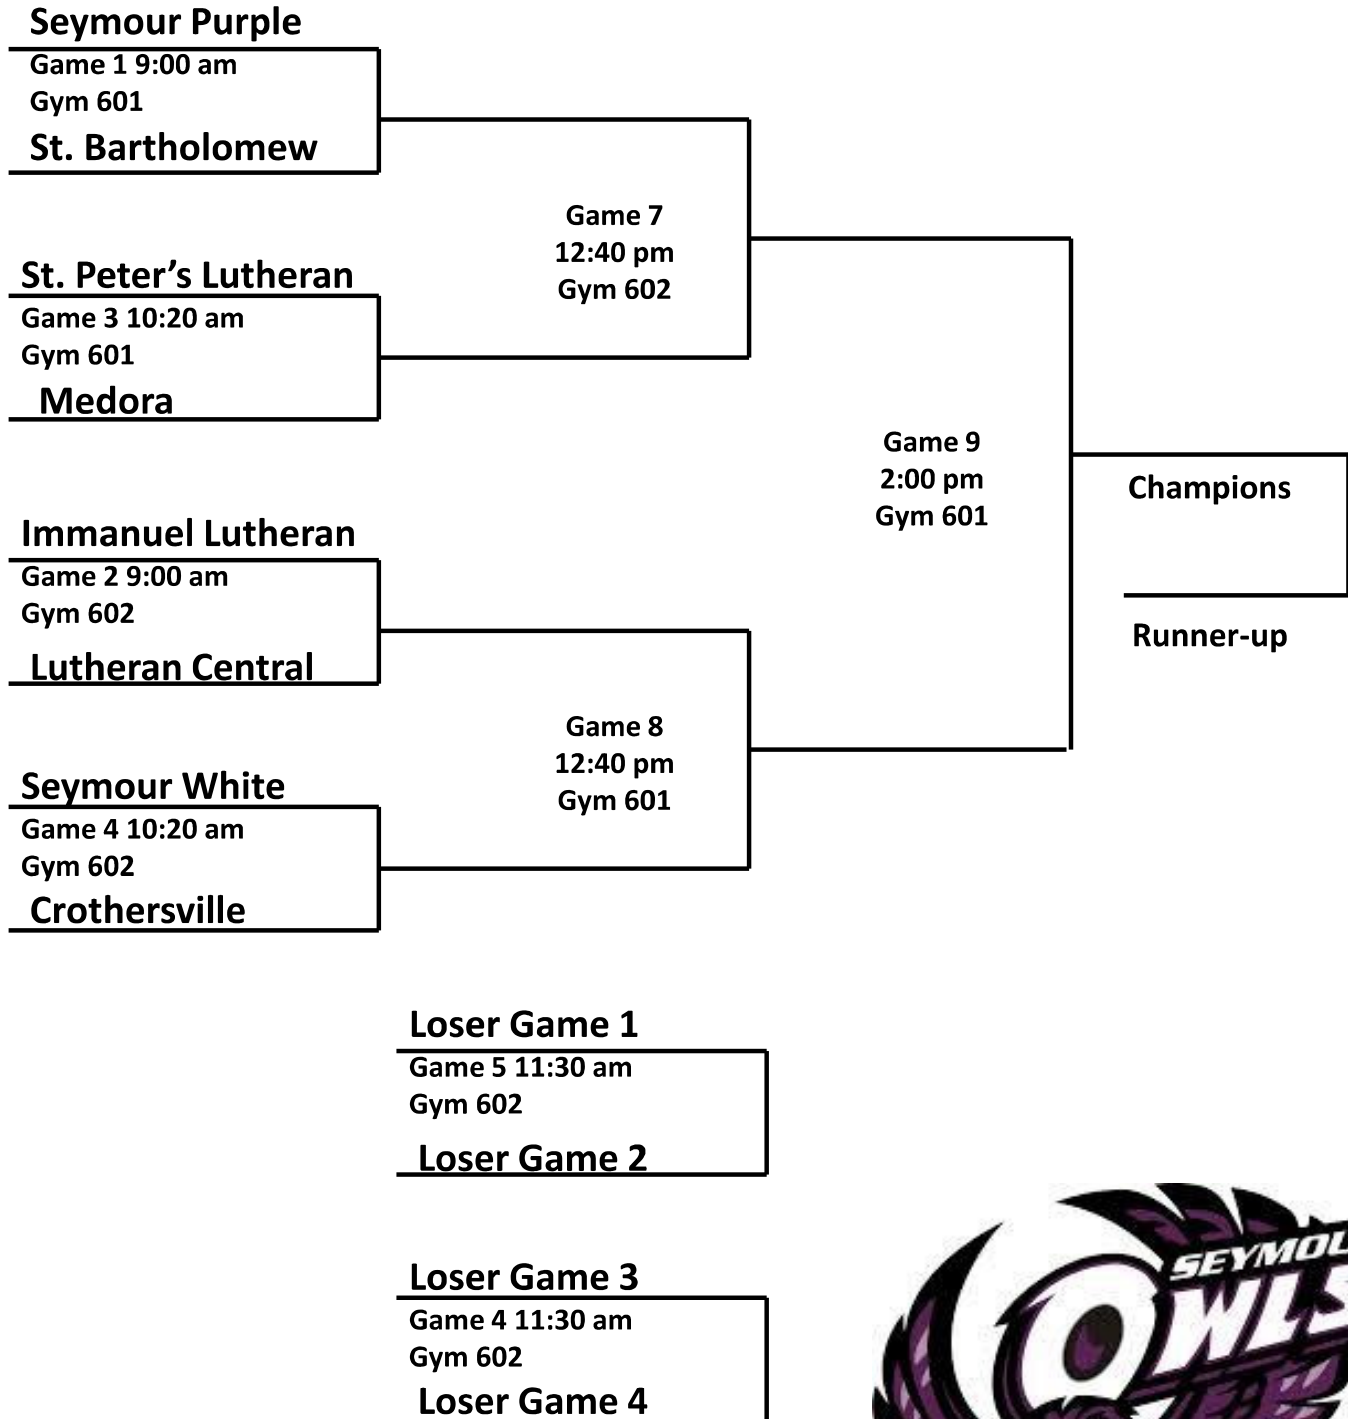 Seymour Purple
Game 1 9:00 am
Gym 601
St. Bartholomew
Game 7
12:40 pm
Gym 602
St. Peter’s Lutheran
Game 3 10:20 am
Gym 601
Medora
Game 9
2:00 pm
Gym 601
Champions
Runner-up
Immanuel Lutheran
Game 2 9:00 am
Gym 602
Lutheran Central
Game 8
12:40 pm
Gym 601
Seymour White
Game 4 10:20 am
Gym 602
Crothersville
Loser Game 1
Game 5 11:30 am
Gym 602
Loser Game 2
Loser Game 3
Game 4 11:30 am
Gym 602
Loser Game 4
SEYMOU
OWLS